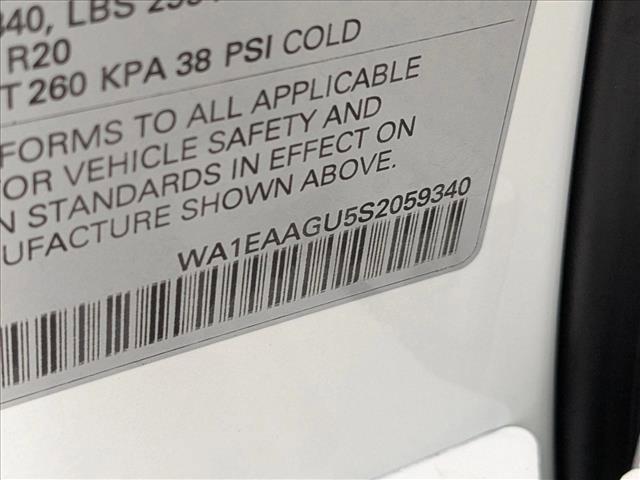 340, LBS
R20
T 260 KPA 38 PSI COLD
FORMS TO ALL APPLICABLE
OR VEHICLE SAFETY AND
N STANDARDS IN EFFECT ON
UFACTURE SHOWN ABOVE.
WA1EAAGU5S2059340